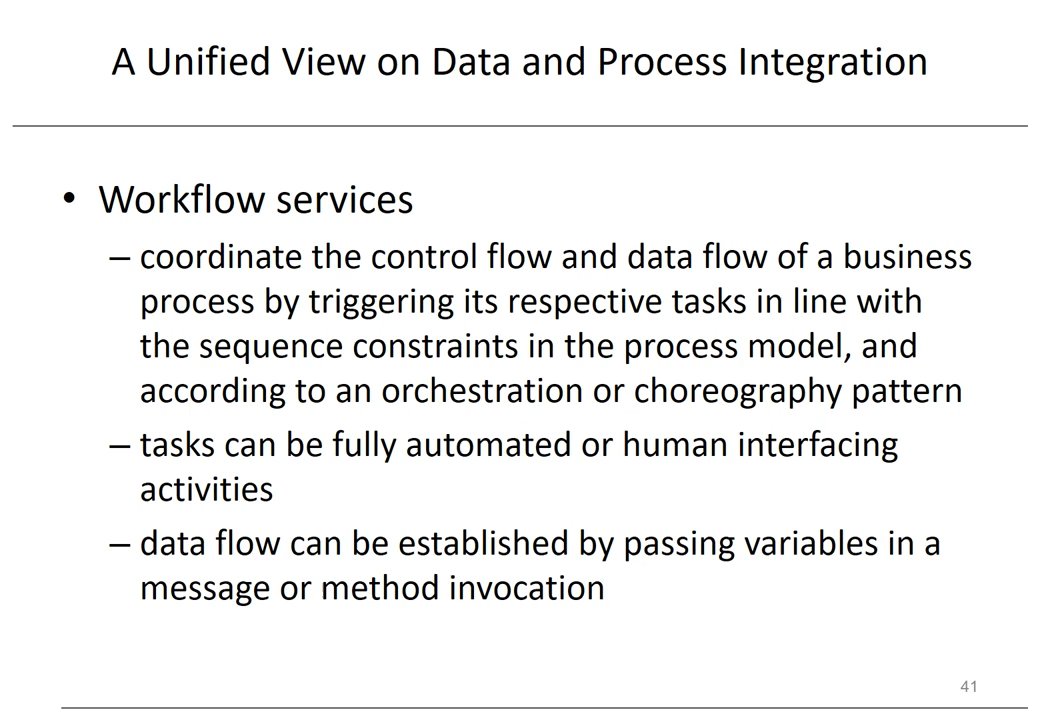 A Unified View on Data and Process Integration
• Workflow services
– coordinate the control flow and data flow of a business
process by triggering its respective tasks in line with
the sequence constraints in the process model, and
according to an orchestration or choreography pattern
– tasks can be fully automated or human interfacing
activities
– data flow can be established by passing variables in a
message or method invocation
41